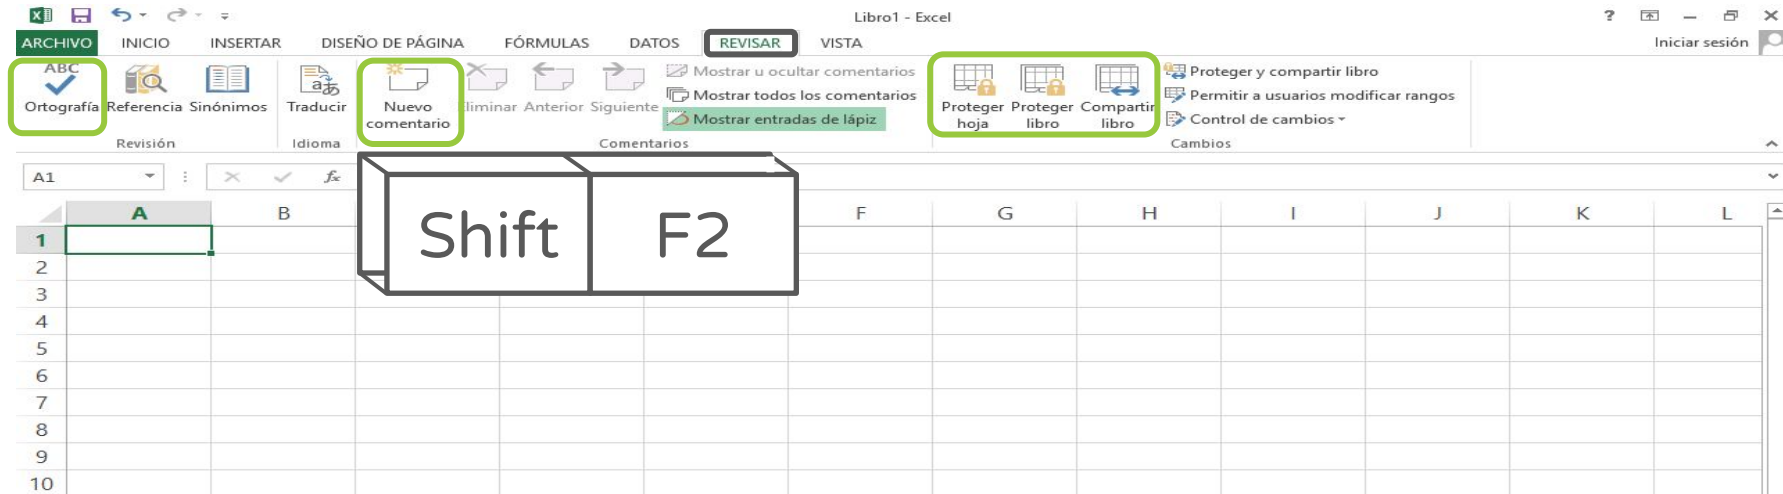 Libro1 - Excel
?
ARCHIVO INICIO INSERTAR DISEÑO DE PÁGINA FÓRMULAS DATOS REVISAR VISTA Iniciar sesión
ABC
Ortografía Referencia Sinónimos
Revisión
Traducir
Idioma
Nuevo comentario
Eliminar Anterior Siguiente
Mostrar u ocultar comentarios
Mostrar todos los comentarios
Mostrar entradas de lápiz
Comentarios
Proteger hoja
Proteger libro
Compartir libro
Proteger y compartir libro
Permitir a usuarios modificar rangos
Control de cambios
Cambios
A1 fx
Shift F2
A B F G H I J K L
1
2
3
4
5
6
7
8
9
10